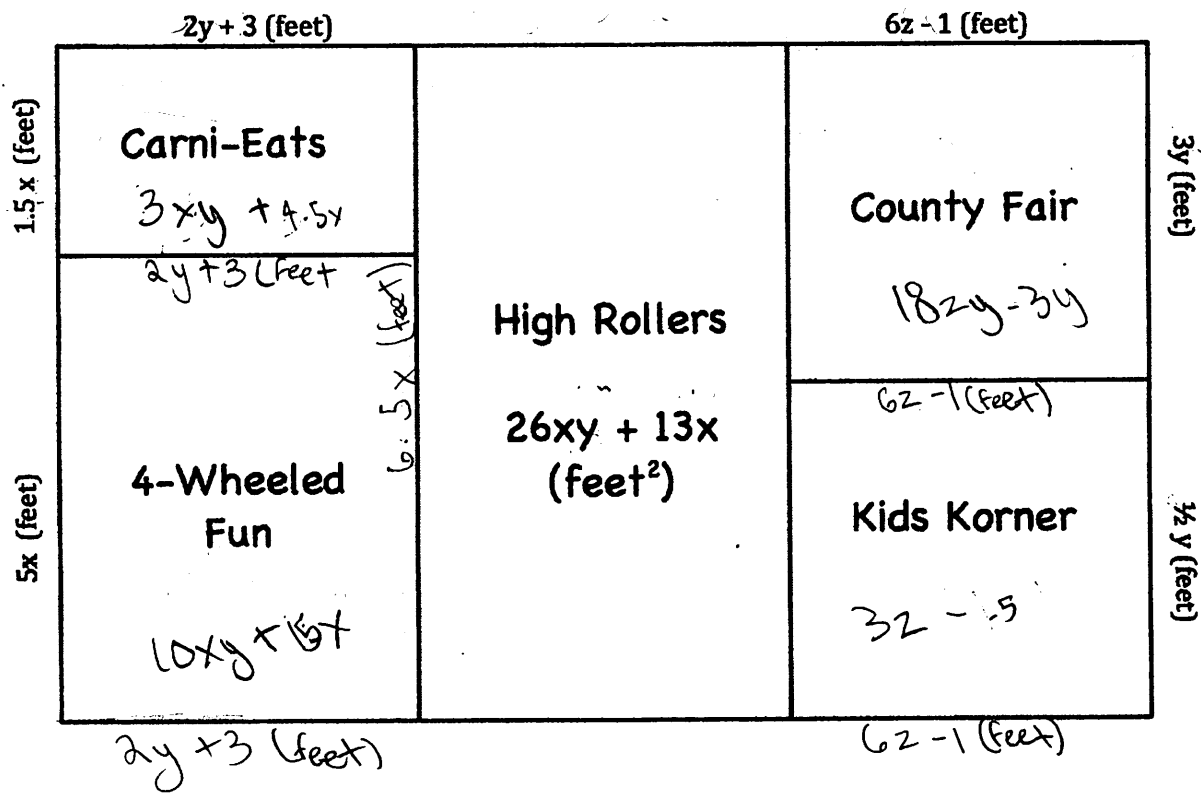 2y + 3 (feet)
6z - 1 (feet)
1.5 x (feet)
Carni-Eats
3xy + 4.5x
2y + 3 (feet
6.5x (feet)
5x (feet)
4-Wheeled
Fun
10xy + 15x
2y + 3 (feet)
High Rollers
26xy + 13x
(feet²)
County Fair
18zy - 3y
3y (feet)
6z - 1 (feet)
Kids Korner
3z - .5
½ y (feet)
6z - 1 (feet)